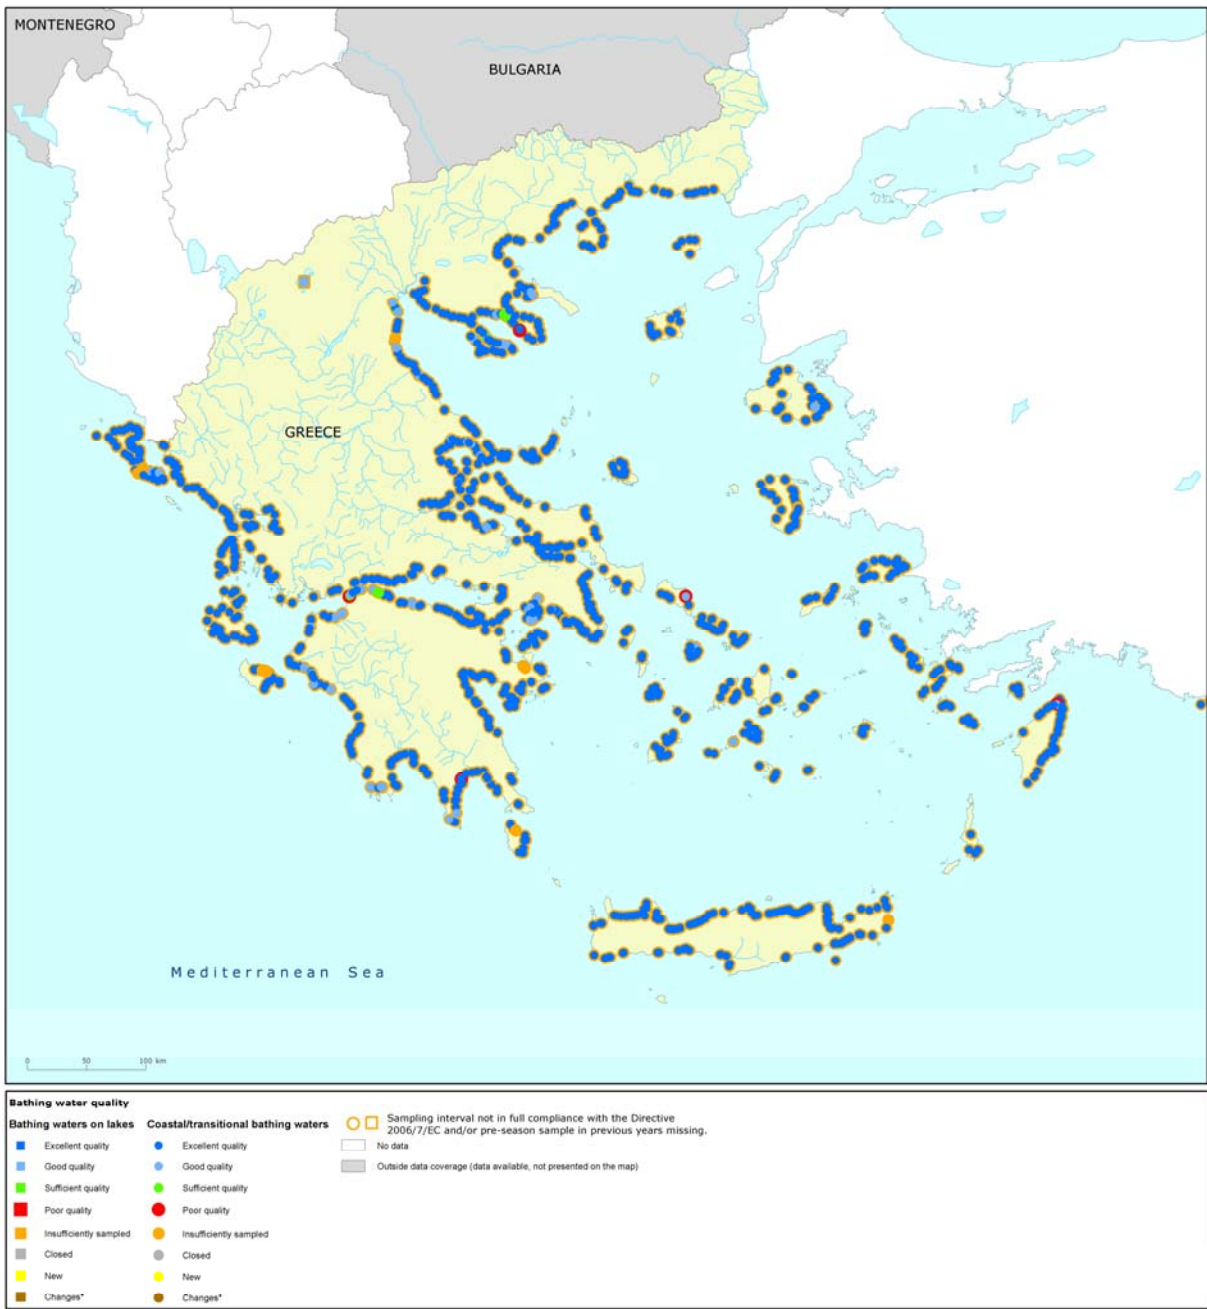 MONTENEGRO
BULGARIA
GREECE
Mediterranean Sea
0 50 100 km
Bathing water quality
Bathing waters on lakes
Excellent quality
Good quality
Sufficient quality
Poor quality
Insufficiently sampled
Closed
New
Changes*
Coastal/transitional bathing waters
Excellent quality
Good quality
Sufficient quality
Poor quality
Insufficiently sampled
Closed
New
Changes*
Sampling interval not in full compliance with the Directive
2006/7/EC and/or pre-season sample in previous years missing.
No data
Outside data coverage (data available, not presented on the map)